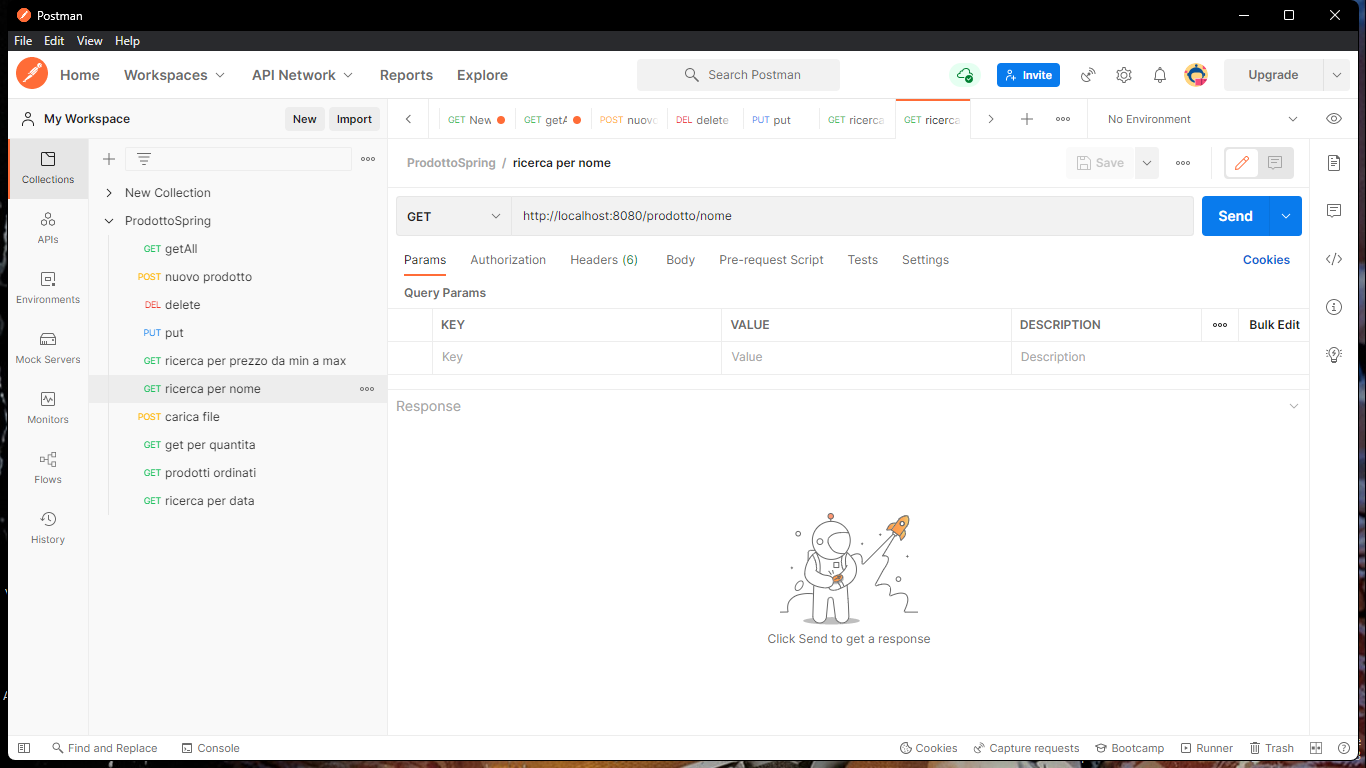 Postman
File Edit View Help
Home Workspaces API Network Reports Explore Search Postman Invite Upgrade
My Workspace New Import
GET New GET getA POST nuovo DEL delete PUT put GET ricerca GET ricerca No Environment
Collections
APIs
Environments
Mock Servers
Monitors
Flows
History
New Collection
ProdottoSpring
GET getAll
POST nuovo prodotto
DEL delete
PUT put
GET ricerca per prezzo da min a max
GET ricerca per nome
POST carica file
GET get per quantita
GET prodotti ordinati
GET ricerca per data
ProdottoSpring / ricerca per nome Save
GET http://localhost:8080/prodotto/nome Send
Params Authorization Headers (6) Body Pre-request Script Tests Settings Cookies
Query Params
KEY VALUE DESCRIPTION Bulk Edit
Key Value Description
Response
Click Send to get a response
Find and Replace Console Cookies Capture requests Bootcamp Runner Trash